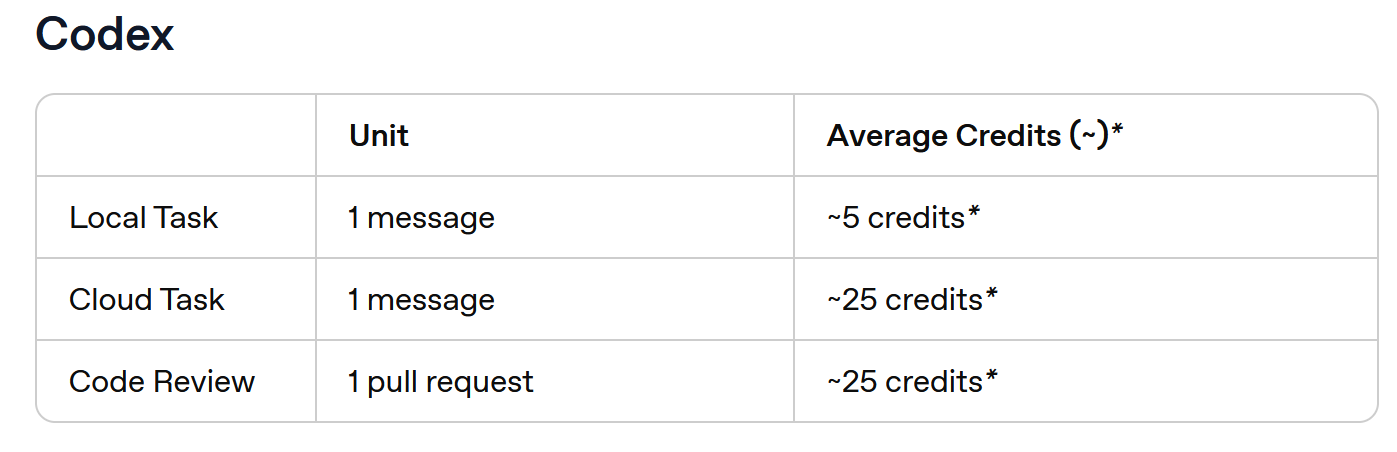 Codex
Unit Average Credits (~)*
Local Task 1 message ~5 credits*
Cloud Task 1 message ~25 credits*
Code Review 1 pull request ~25 credits*